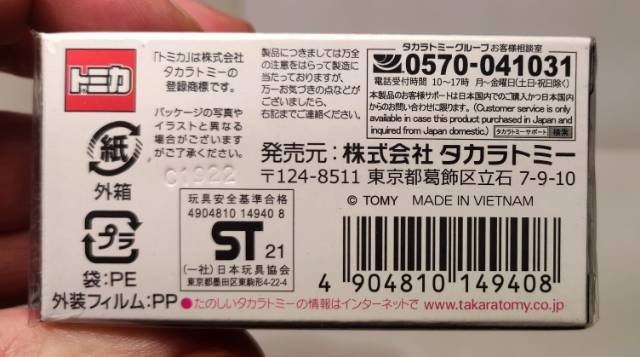 トミカ
「トミカ」は株式会社
タカラトミーの
登録商標です。
パッケージの写真や
イラストと異なる
場合がございます
がご了承ください。
製品につきましては万全
の注意をはらって製造に
当たっておりますが、
万一お気づきの点などが
ございましたら、
右記までご連絡ください。
タカラトミーグループ お客様相談室
0570-041031
電話受付時間 10〜17時 月〜金曜日(土日・祝日除く)
本製品のお客様サポートは日本国内でのご購入かつ日本国内
からのお問い合わせに限ります。(Customer service is only
available in case this product purchased in Japan and
inquired from Japan domestic.) タカラトミーサポート 検索
発売元:株式会社 タカラトミー
〒124-8511 東京都葛飾区立石 7-9-10
© TOMY MADE IN VIETNAM
紙
外箱
プラ
袋:PE
外装フィルム:PP
C1922
玩具安全基準合格
4904810 14940 8
ST 21
(一社)日本玩具協会
東京都墨田区東駒形4-22-4
4 904810 149408
●たのしいタカラトミーの情報はインターネットで www.takaratomy.co.jp